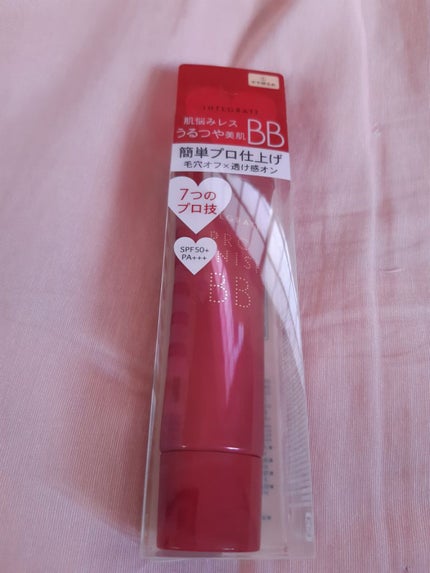 INTEGRATE
肌悩みレス
うるつや美肌 BB
簡単プロ仕上げ
毛穴オフ×透け感オン
7つの
プロ技
SPF50+
PA+++
BB